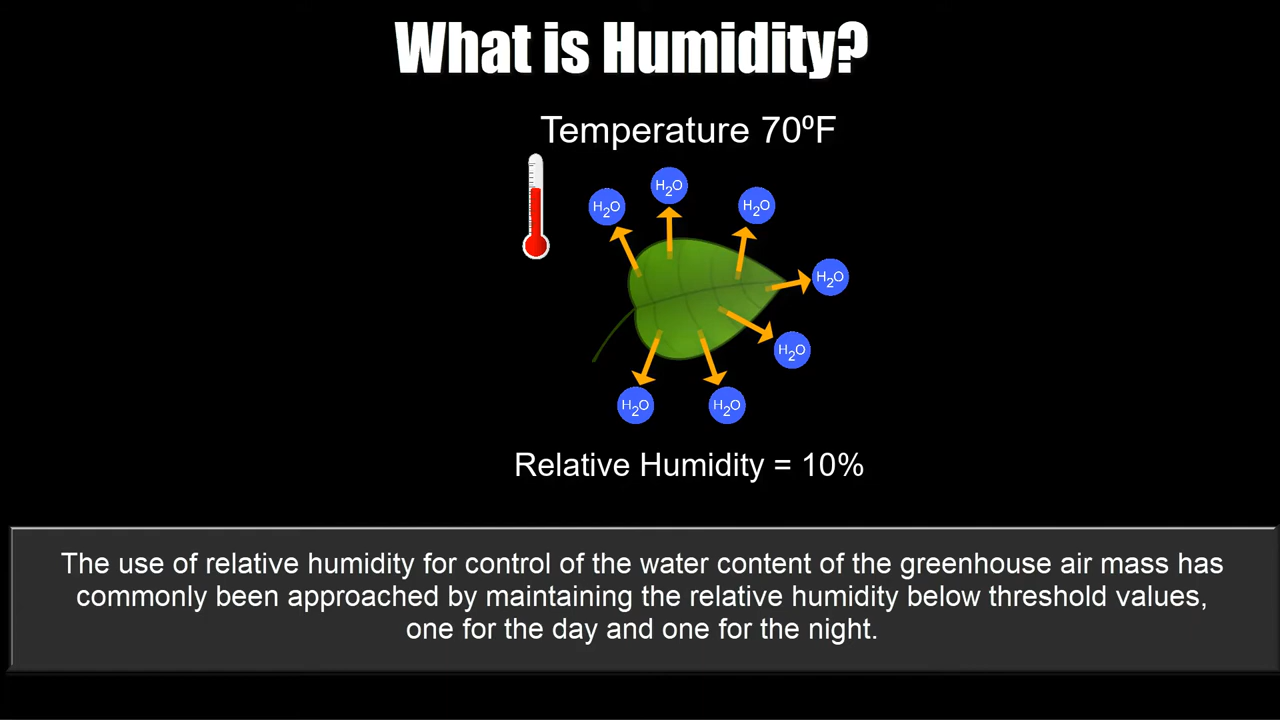 What is Humidity?
Temperature 70ºF
H₂O
H₂O
H₂O
H₂O
H₂O
H₂O
H₂O
Relative Humidity = 10%
The use of relative humidity for control of the water content of the greenhouse air mass has
commonly been approached by maintaining the relative humidity below threshold values,
one for the day and one for the night.